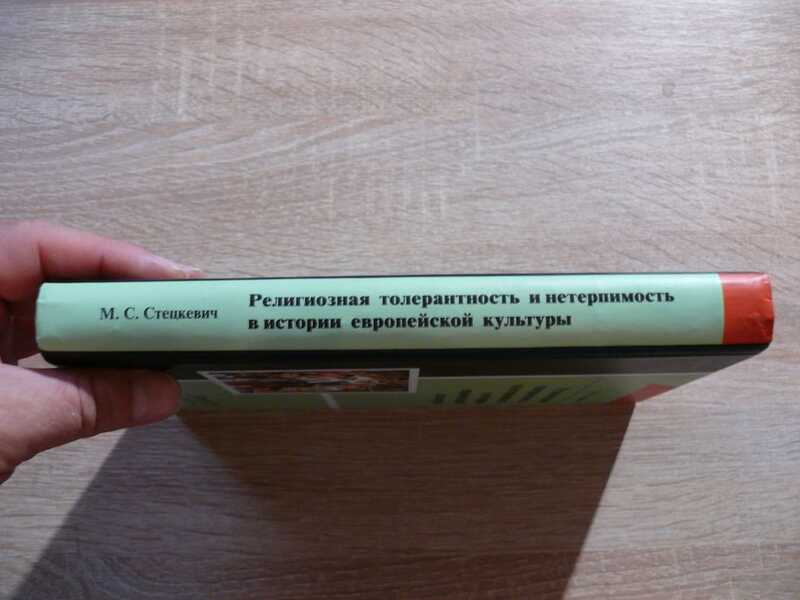 М. С. Стецкевич
Религиозная толерантность и нетерпимость
в истории европейской культуры